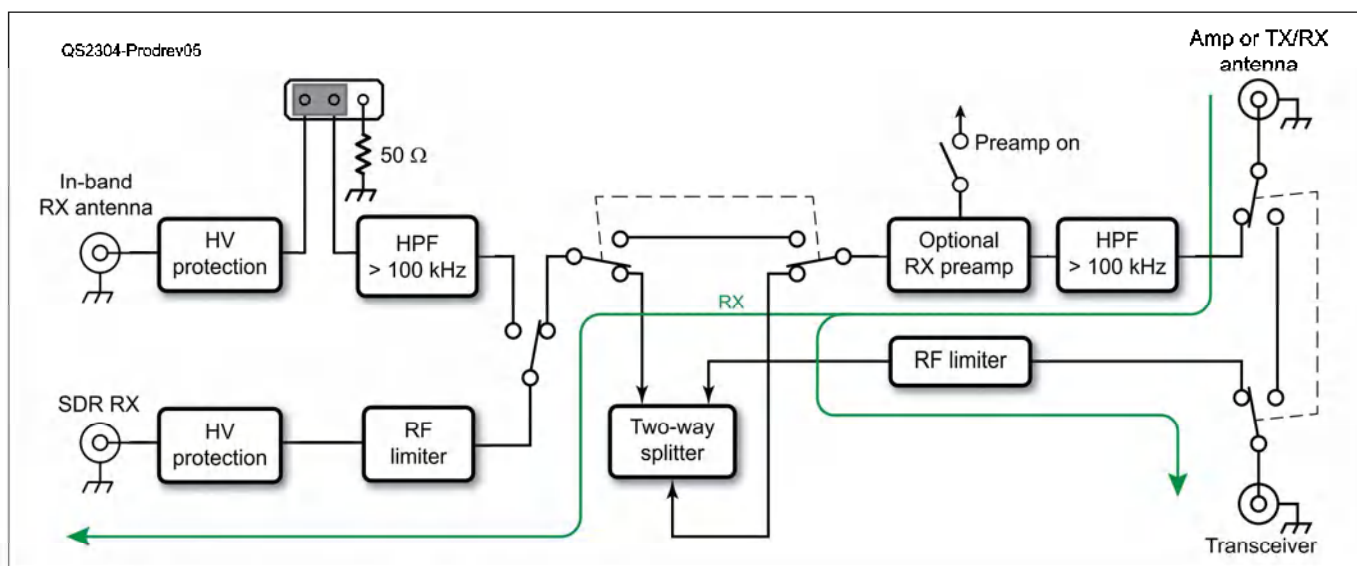 QS2304-Prodrev05
Amp or TX/RX
antenna
50 Ω
Preamp on
In-band
RX antenna
HV
protection
HPF
> 100 kHz
Optional
RX preamp
HPF
> 100 kHz
RX
RF limiter
SDR RX
HV
protection
RF
limiter
Two-way
splitter
Transceiver